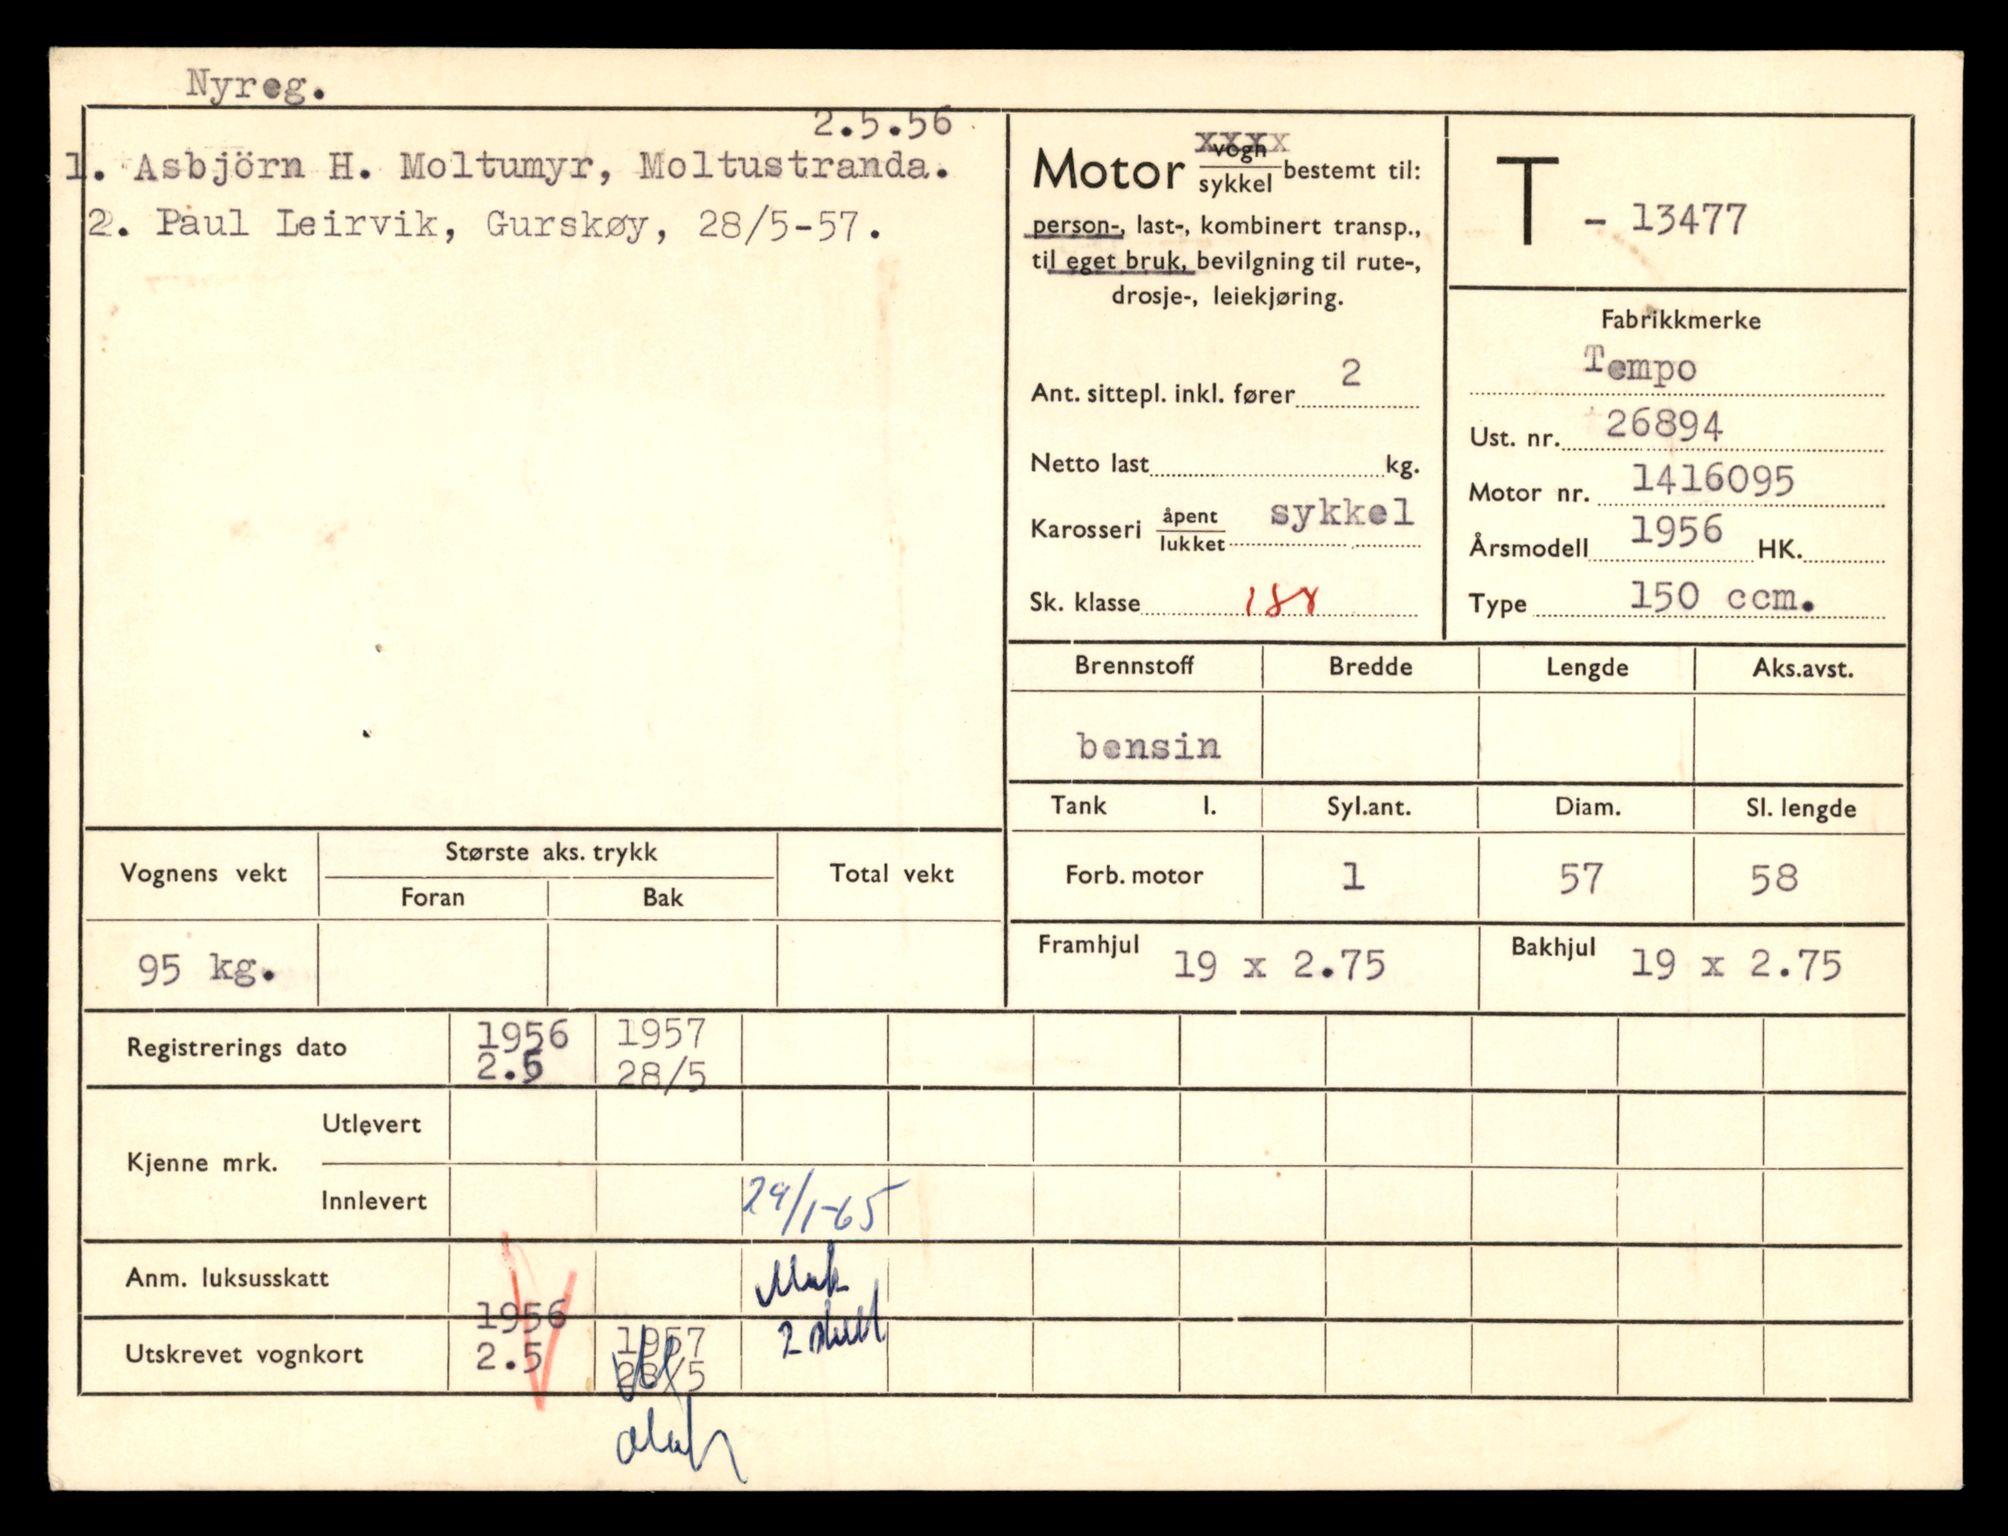 Nyreg.
2.5.56
1. Asbjörn H. Moltumyr, Moltustranda.
2. Paul Leirvik, Gurskøy, 28/5-57.
Motor vogn xxxx
sykkel bestemt til:
person-, last-, kombinert transp.,
til eget bruk, bevilgning til rute-,
drosje-, leiekjøring.
Ant. sittepl. inkl. fører 2
Netto last kg.
Karosseri åpent lukket sykkel
Sk. klasse
T - 13477
Fabrikkmerke
Tempo
Ust. nr. 26894
Motor nr. 1416095
Årsmodell 1956 HK.
Type 150 ccm.
Brennstoff Bredde Lengde Aks.avst.
bensin
Tank l. Syl.ant. Diam. Sl. lengde
Forb. motor 1 57 58
Framhjul 19 x 2.75 Bakhjul 19 x 2.75
Vognens vekt Største aks. trykk Total vekt
Foran Bak
95 kg.
Registrerings dato 1956 1957
2.5 28/5
Kjenne mrk. Utlevert
Innlevert 29/1-65
Anm. luksusskatt
1956 1957
Utskrevet vognkort 2.5 28/5